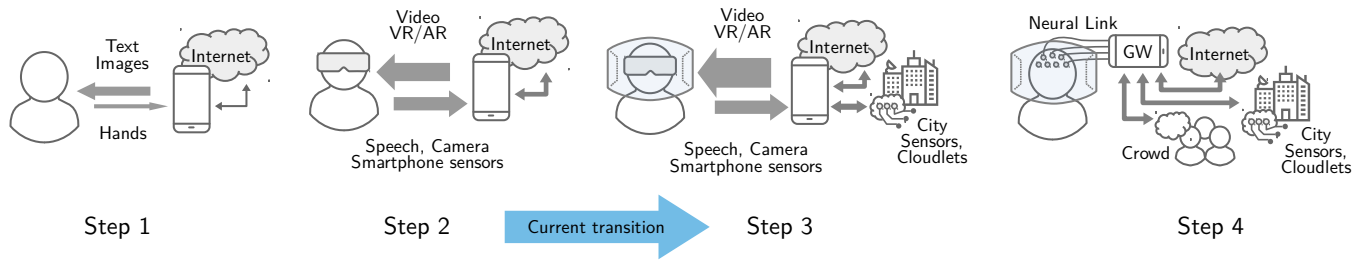 Text
Images
Hands
Internet
Step 1
Video
VR/AR
Internet
Speech, Camera
Smartphone sensors
Step 2
Current transition
Video
VR/AR
Internet
City
Sensors,
Cloudlets
Speech, Camera
Smartphone sensors
Step 3
Neural Link
GW
Internet
Crowd
City
Sensors,
Cloudlets
Step 4